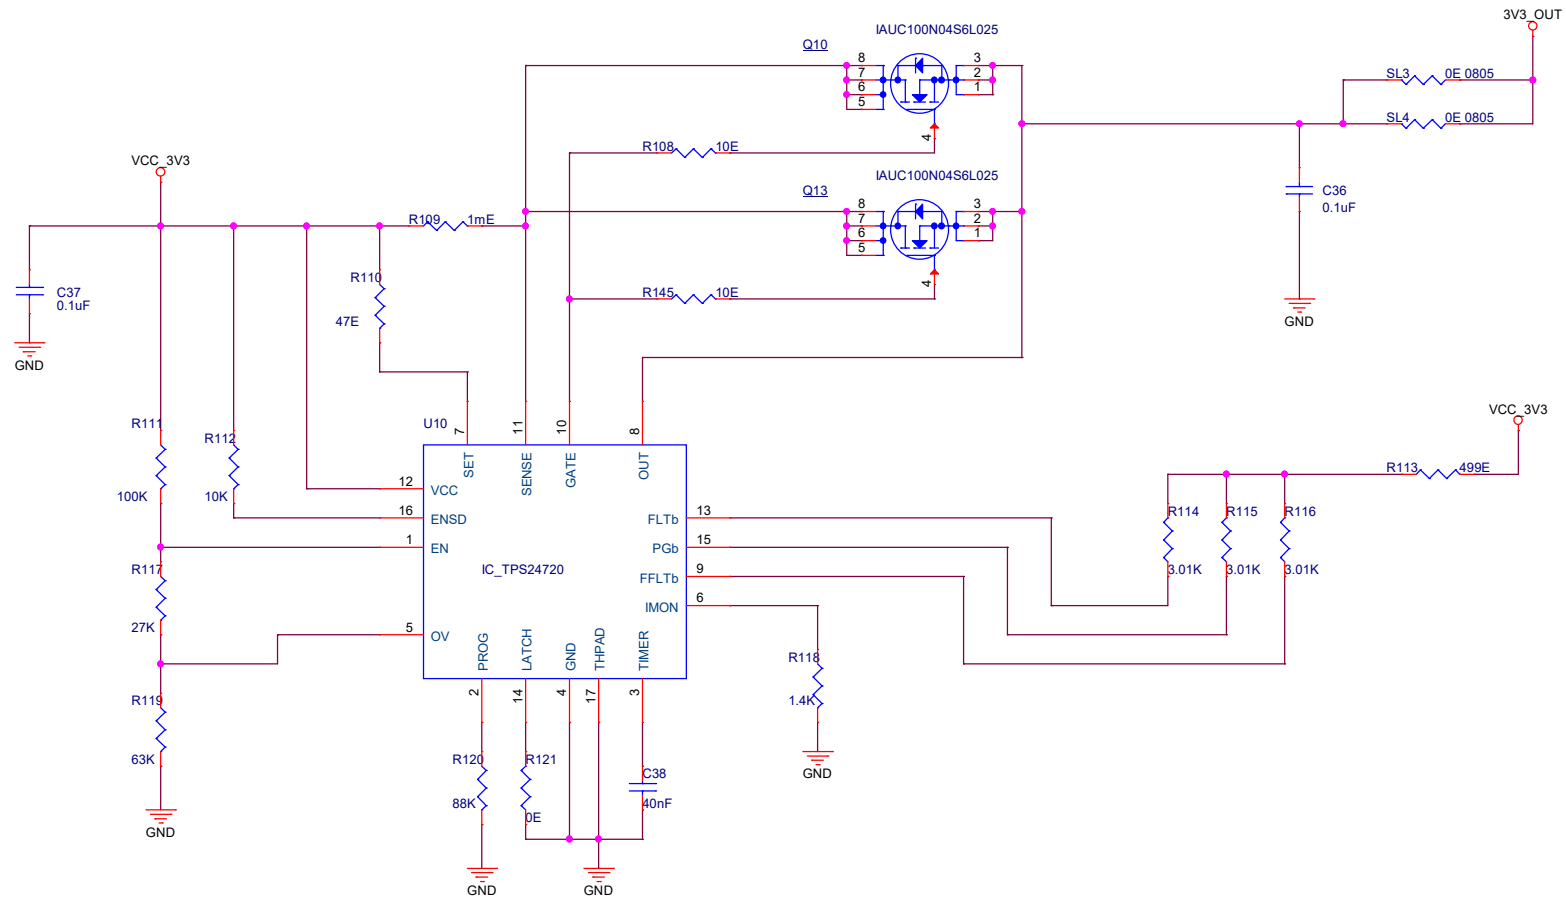 3V3_OUT
IAUC100N04S6L025
Q10
8 3
7 2
6 1
5
4
SL3 0E 0805
SL4 0E 0805
R108 10E
VCC_3V3
IAUC100N04S6L025
Q13
8 3
7 2
6 1
5
4
C36
0.1uF
GND
R109 1mE
R110
47E
R145 10E
C37
0.1uF
GND
VCC_3V3
R113 499E
R111
100K
R112
10K
U10
7
11
10
8
SET
SENSE
GATE
OUT
12 VCC
16 ENSD
1 EN
5 OV
IC_TPS24720
FLTb 13
PGb 15
FFLTb 9
IMON 6
R114
3.01K
R115
3.01K
R116
3.01K
R117
27K
PROG
LATCH
GND
THPAD
TIMER
2
14
4
17
3
R118
1.4K
GND
R119
63K
GND
R120
88K
R121
0E
C38
40nF
GND
GND